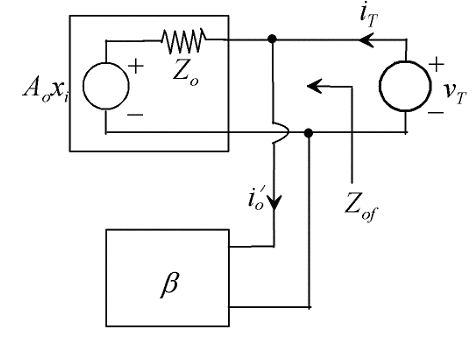 i_T
Z_o
+
−
A_o x_i
+
−
v_T
i_o′
Z_of
β